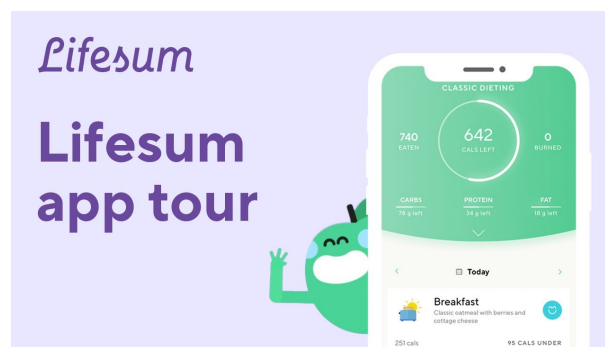 Lifesum
Lifesum
app tour
CLASSIC DIETING
740
EATEN
642
CALS LEFT
0
BURNED
CARBS
PROTEIN
FAT
78 g left
34 g left
18 g left
Today
Breakfast
Classic oatmeal with berries and
cottage cheese
251 cals
95 CALS UNDER